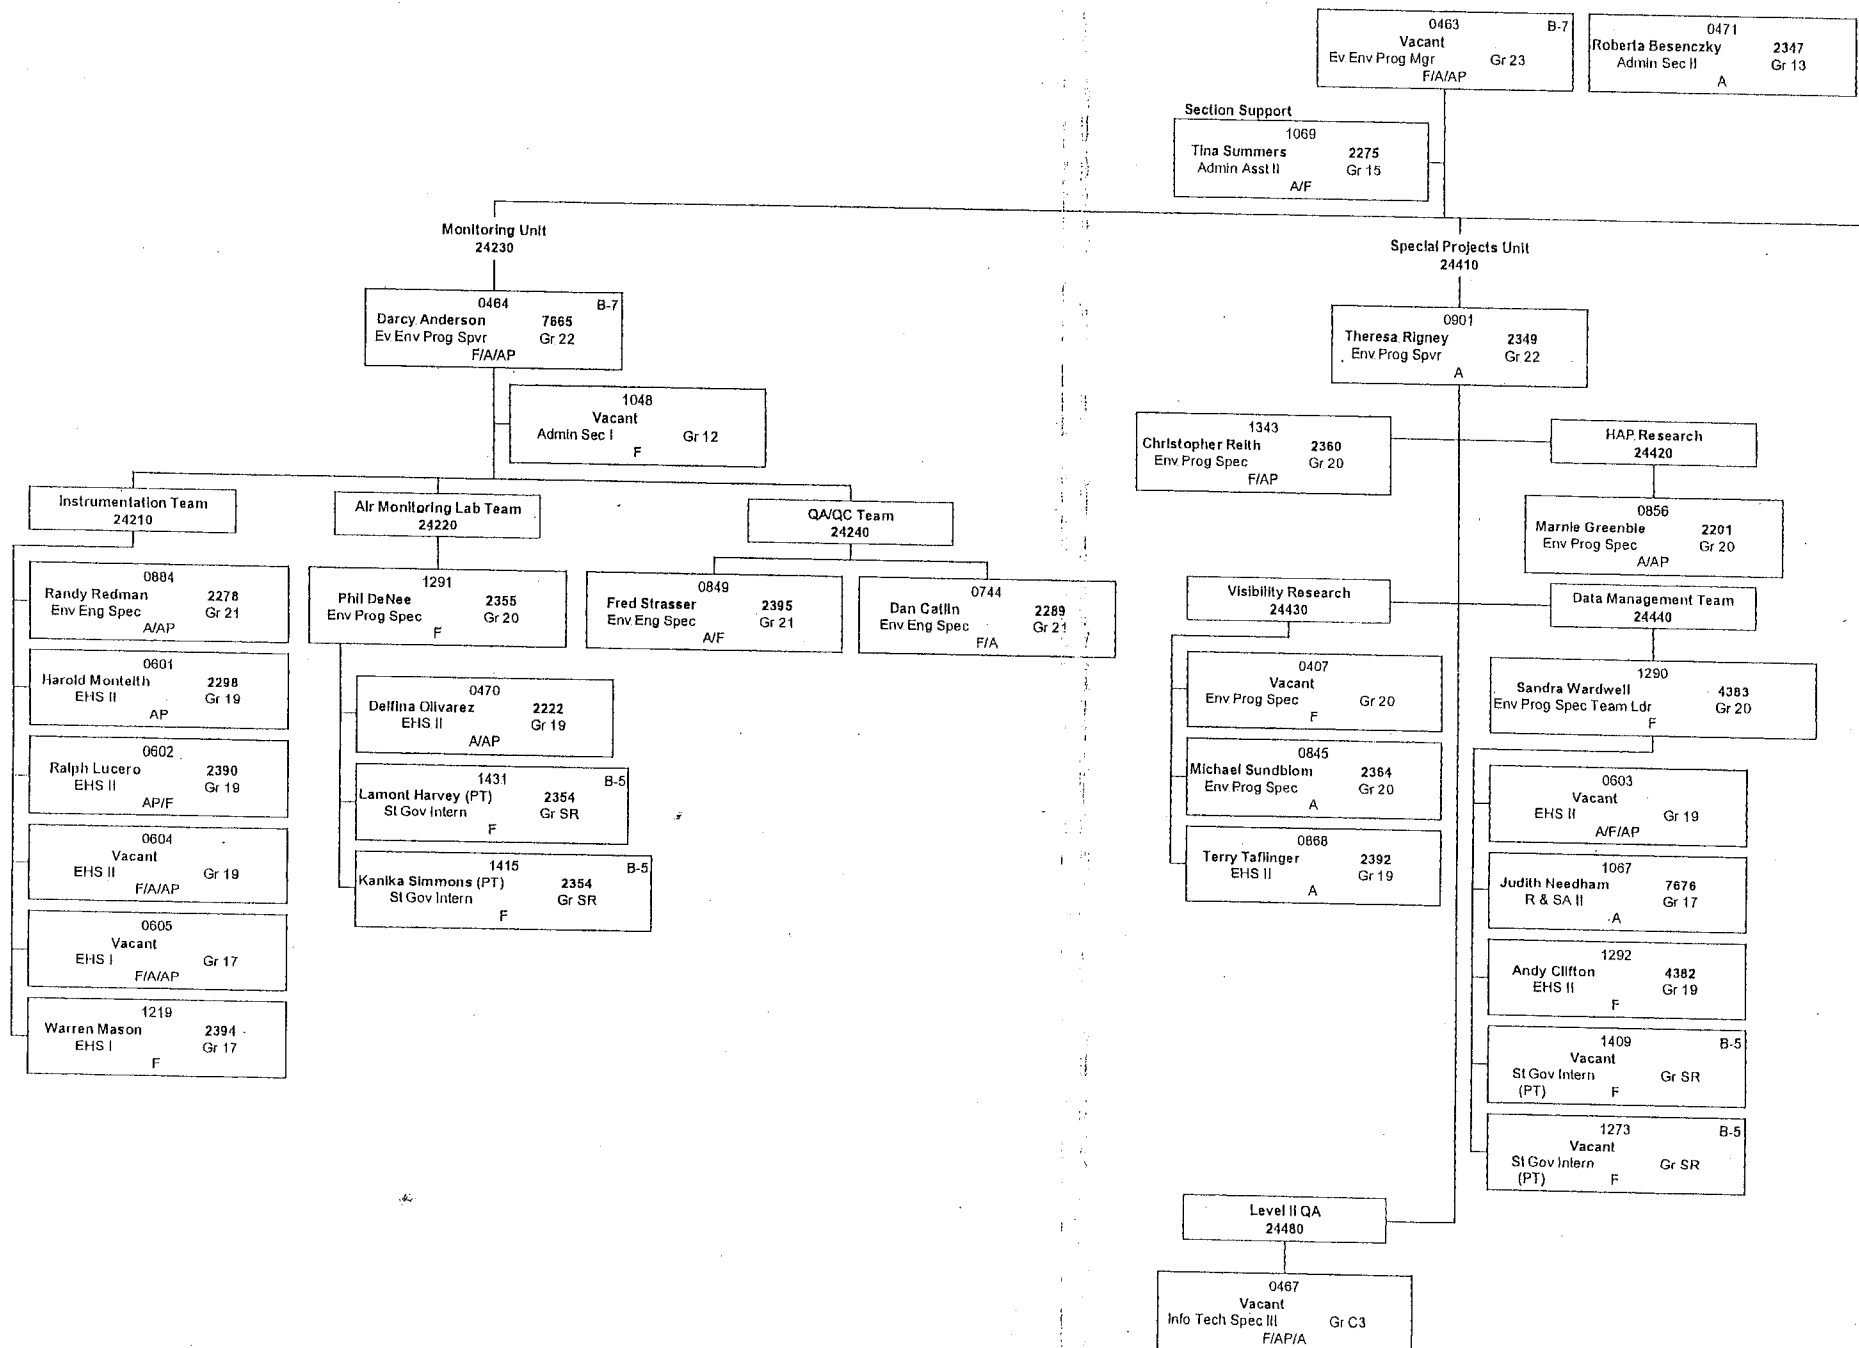 0463 B-7
Vacant
Ev Env Prog Mgr Gr 23
F/A/AP
0471
Roberta Besenczky 2347
Admin Sec II Gr 13
A
Section Support
1069
Tina Summers 2275
Admin Asst II Gr 15
A/F
Monitoring Unit
24230
0464 B-7
Darcy Anderson 7665
Ev Env Prog Spvr Gr 22
F/A/AP
1048
Vacant
Admin Sec I Gr 12
F
Instrumentation Team
24210
0884
Randy Redman 2278
Env Eng Spec Gr 21
A/AP
0601
Harold Monteith 2298
EHS II Gr 19
AP
0602
Ralph Lucero 2390
EHS II Gr 19
AP/F
0604
Vacant
EHS II Gr 19
F/A/AP
0605
Vacant
EHS I Gr 17
F/A/AP
1219
Warren Mason 2394
EHS I Gr 17
F
Air Monitoring Lab Team
24220
1291
Phil DeNee 2355
Env Prog Spec Gr 20
F
0470
Delfina Olivarez 2222
EHS II Gr 19
A/AP
1431 B-5
Lamont Harvey (PT) 2354
St Gov Intern Gr SR
F
1415 B-5
Kanika Simmons (PT) 2354
St Gov Intern Gr SR
F
QA/QC Team
24240
0849
Fred Strasser 2395
Env Eng Spec Gr 21
A/F
0744
Dan Catlin 2289
Env Eng Spec Gr 21
F/A
Special Projects Unit
24410
0901
Theresa Rigney 2349
Env Prog Spvr Gr 22
A
1343
Christopher Reith 2360
Env Prog Spec Gr 20
F/AP
HAP Research
24420
0856
Marnie Greenbie 2201
Env Prog Spec Gr 20
A/AP
Visibility Research
24430
0407
Vacant
Env Prog Spec Gr 20
F
0845
Michael Sundblom 2364
Env Prog Spec Gr 20
A
0868
Terry Taflinger 2392
EHS II Gr 19
A
Data Management Team
24440
1290
Sandra Wardwell 4383
Env Prog Spec Team Ldr Gr 20
F
0603
Vacant
EHS II Gr 19
A/F/AP
1067
Judith Needham 7676
R & SA II Gr 17
A
1292
Andy Clifton 4382
EHS II Gr 19
F
1409 B-5
Vacant
St Gov Intern Gr SR
(PT) F
1273 B-5
Vacant
St Gov Intern Gr SR
(PT) F
Level II QA
24480
0467
Vacant
Info Tech Spec III Gr C3
F/AP/A